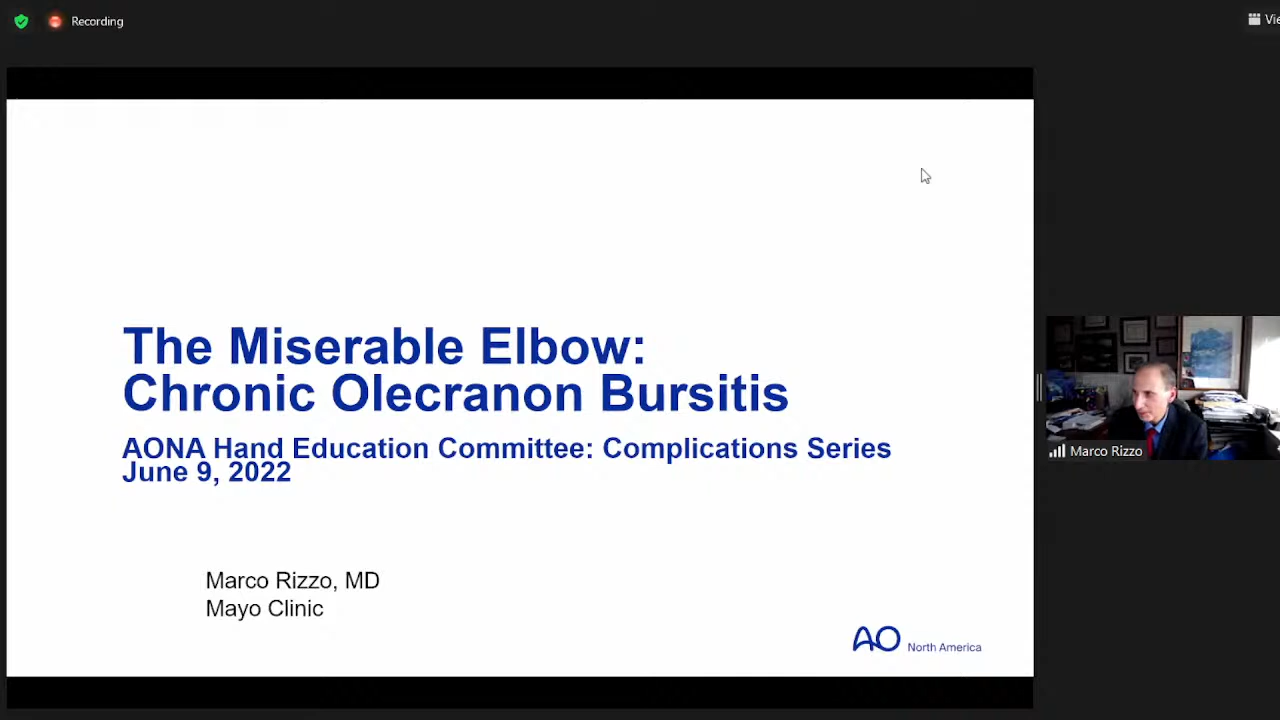 Recording
Vie
The Miserable Elbow:
Chronic Olecranon Bursitis
AONA Hand Education Committee: Complications Series
June 9, 2022
Marco Rizzo, MD
Mayo Clinic
AO North America
Marco Rizzo